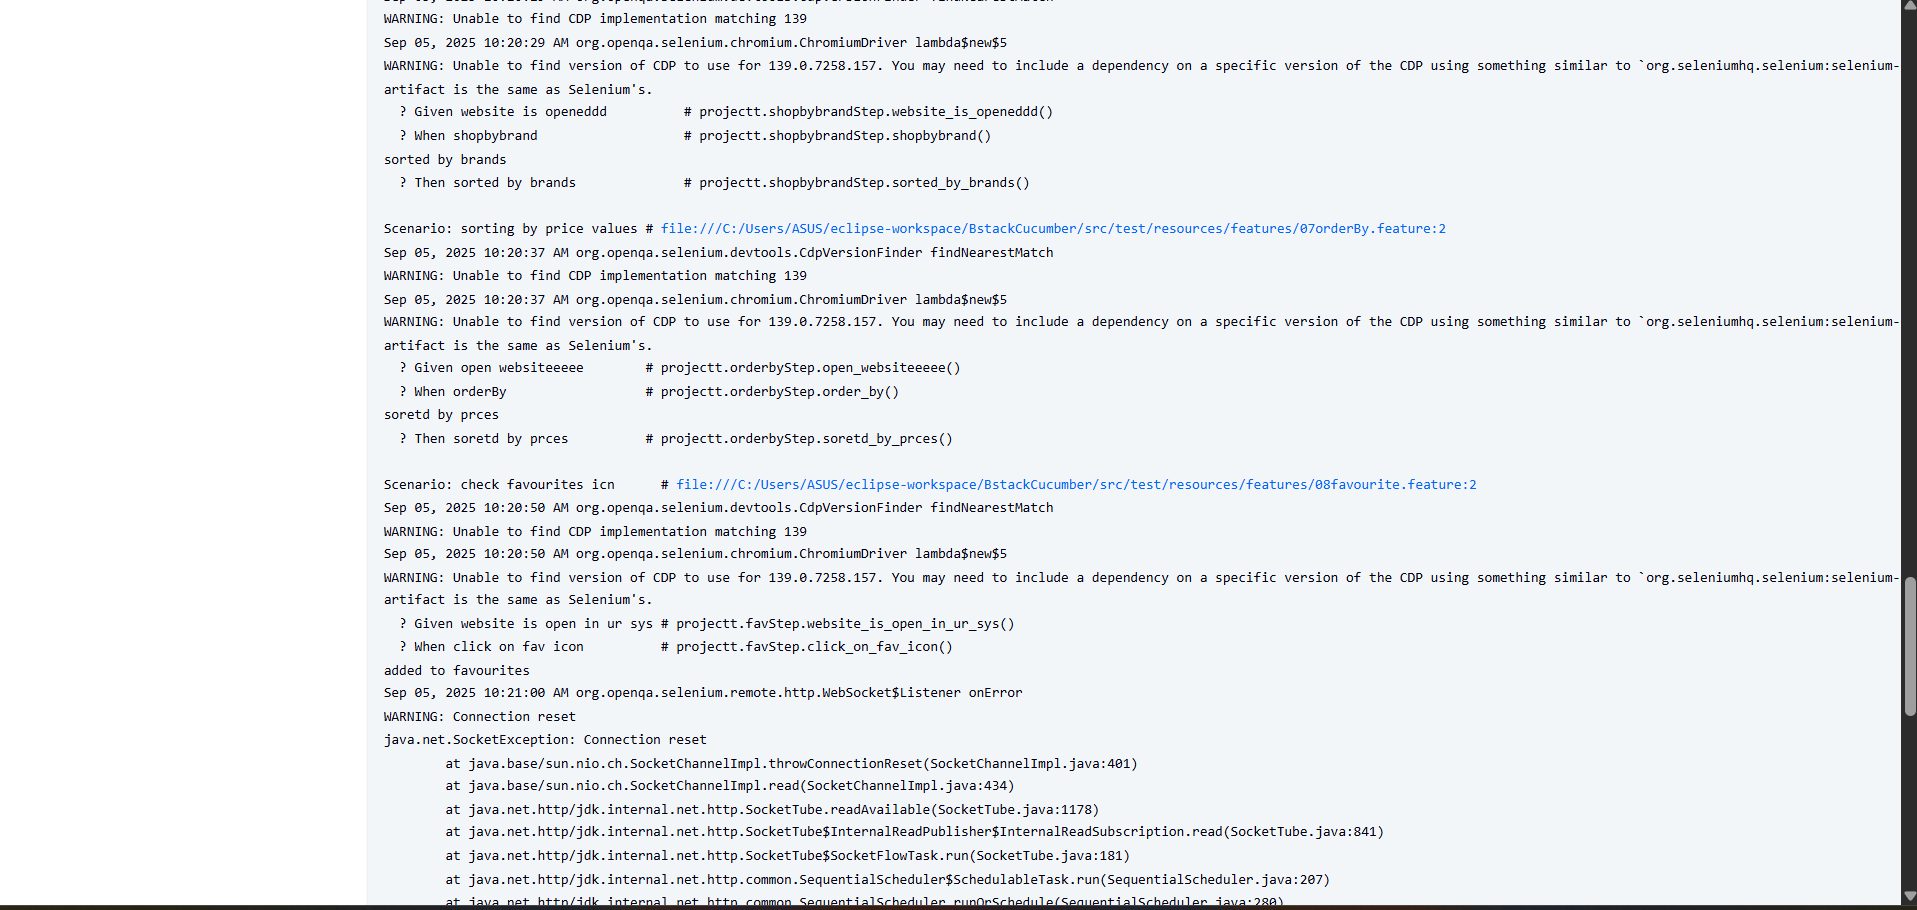 WARNING: Unable to find CDP implementation matching 139
Sep 05, 2025 10:20:29 AM org.openqa.selenium.chromium.ChromiumDriver lambda$new$5
WARNING: Unable to find version of CDP to use for 139.0.7258.157. You may need to include a dependency on a specific version of the CDP using something similar to `org.seleniumhq.selenium:selenium-
artifact is the same as Selenium's.
? Given website is openeddd # projectt.shopbybrandStep.website_is_openeddd()
? When shopbybrand # projectt.shopbybrandStep.shopbybrand()
sorted by brands
? Then sorted by brands # projectt.shopbybrandStep.sorted_by_brands()
Scenario: sorting by price values # file:///C:/Users/ASUS/eclipse-workspace/BstackCucumber/src/test/resources/features/07orderBy.feature:2
Sep 05, 2025 10:20:37 AM org.openqa.selenium.devtools.CdpVersionFinder findNearestMatch
WARNING: Unable to find CDP implementation matching 139
Sep 05, 2025 10:20:37 AM org.openqa.selenium.chromium.ChromiumDriver lambda$new$5
WARNING: Unable to find version of CDP to use for 139.0.7258.157. You may need to include a dependency on a specific version of the CDP using something similar to `org.seleniumhq.selenium:selenium-
artifact is the same as Selenium's.
? Given open websiteeeee # projectt.orderbyStep.open_websiteeeee()
? When orderBy # projectt.orderbyStep.order_by()
soretd by prces
? Then soretd by prces # projectt.orderbyStep.soretd_by_prces()
Scenario: check favourites icn # file:///C:/Users/ASUS/eclipse-workspace/BstackCucumber/src/test/resources/features/08favourite.feature:2
Sep 05, 2025 10:20:50 AM org.openqa.selenium.devtools.CdpVersionFinder findNearestMatch
WARNING: Unable to find CDP implementation matching 139
Sep 05, 2025 10:20:50 AM org.openqa.selenium.chromium.ChromiumDriver lambda$new$5
WARNING: Unable to find version of CDP to use for 139.0.7258.157. You may need to include a dependency on a specific version of the CDP using something similar to `org.seleniumhq.selenium:selenium-
artifact is the same as Selenium's.
? Given website is open in ur sys # projectt.favStep.website_is_open_in_ur_sys()
? When click on fav icon # projectt.favStep.click_on_fav_icon()
added to favourites
Sep 05, 2025 10:21:00 AM org.openqa.selenium.remote.http.WebSocket$Listener onError
WARNING: Connection reset
java.net.SocketException: Connection reset
at java.base/sun.nio.ch.SocketChannelImpl.throwConnectionReset(SocketChannelImpl.java:401)
at java.base/sun.nio.ch.SocketChannelImpl.read(SocketChannelImpl.java:434)
at java.net.http/jdk.internal.net.http.SocketTube.readAvailable(SocketTube.java:1178)
at java.net.http/jdk.internal.net.http.SocketTube$InternalReadPublisher$InternalReadSubscription.read(SocketTube.java:841)
at java.net.http/jdk.internal.net.http.SocketTube$SocketFlowTask.run(SocketTube.java:181)
at java.net.http/jdk.internal.net.http.common.SequentialScheduler$SchedulableTask.run(SequentialScheduler.java:207)
at java.net.http/jdk.internal.net.http.common.SequentialScheduler.runOrSchedule(SequentialScheduler.java:280)